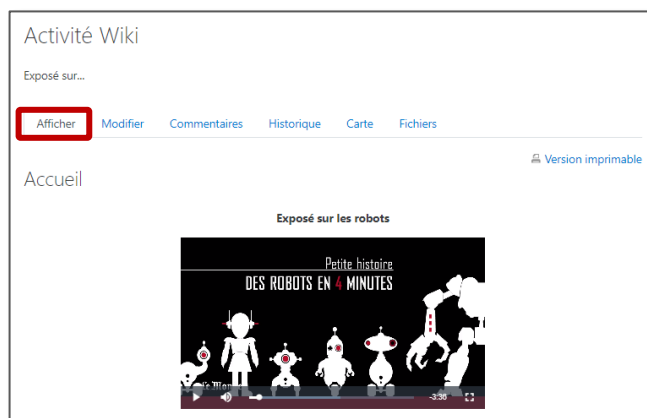 Activité Wiki
Exposé sur...
Afficher Modifier Commentaires Historique Carte Fichiers
Version imprimable
Accueil
Exposé sur les robots
Petite histoire
DES ROBOTS EN 4 MINUTES
-3:38